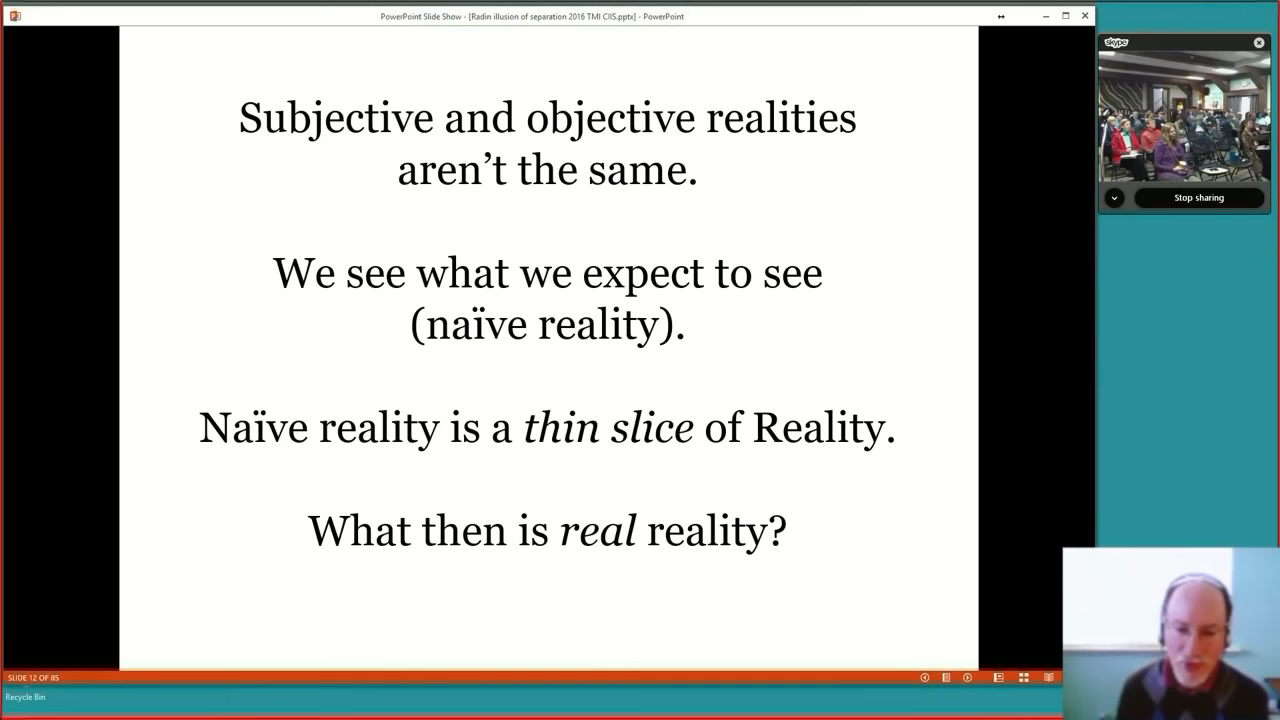 PowerPoint Slide Show - [Radin illusion of separation 2016 TMI CIIS.pptx] - PowerPoint
skype
Subjective and objective realities
aren’t the same.
We see what we expect to see
(naïve reality).
Naïve reality is a thin slice of Reality.
What then is real reality?
Stop sharing
SLIDE 12 OF 85
Recycle Bin